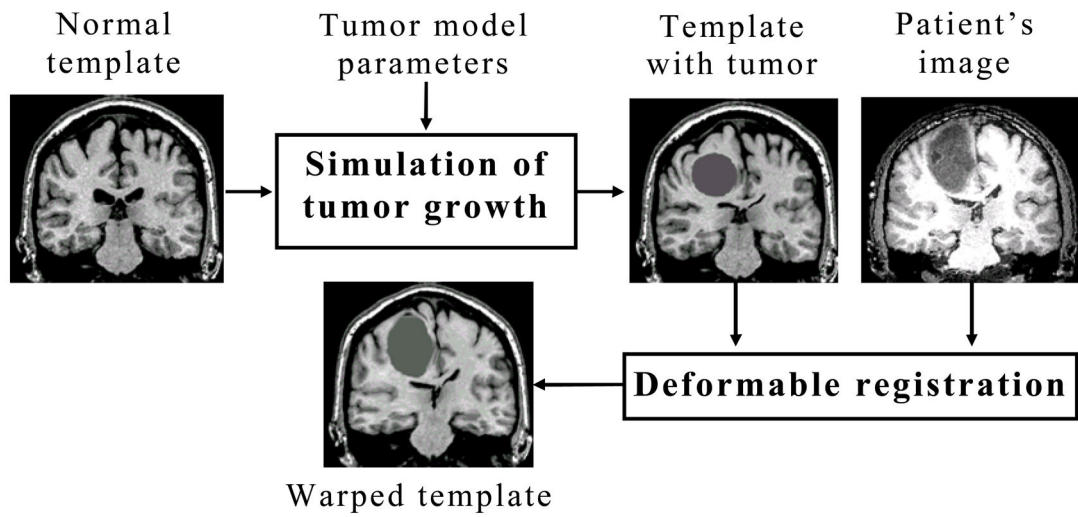 Normal
template
Tumor model
parameters
Template
with tumor
Patient’s
image
Simulation of
tumor growth
Deformable registration
Warped template